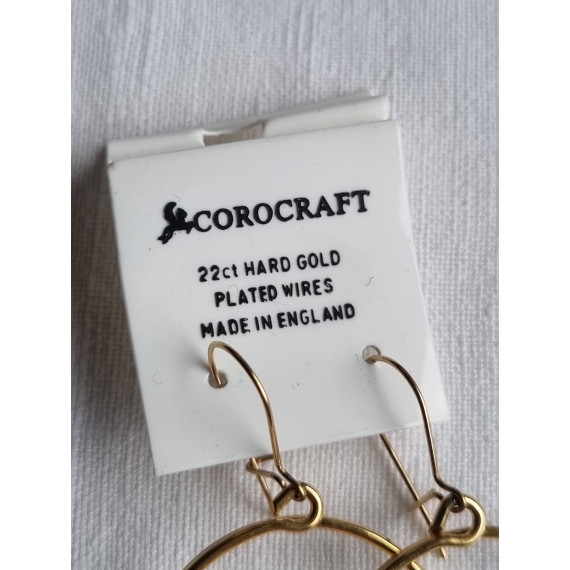 COROCRAFT
22ct HARD GOLD
PLATED WIRES
MADE IN ENGLAND